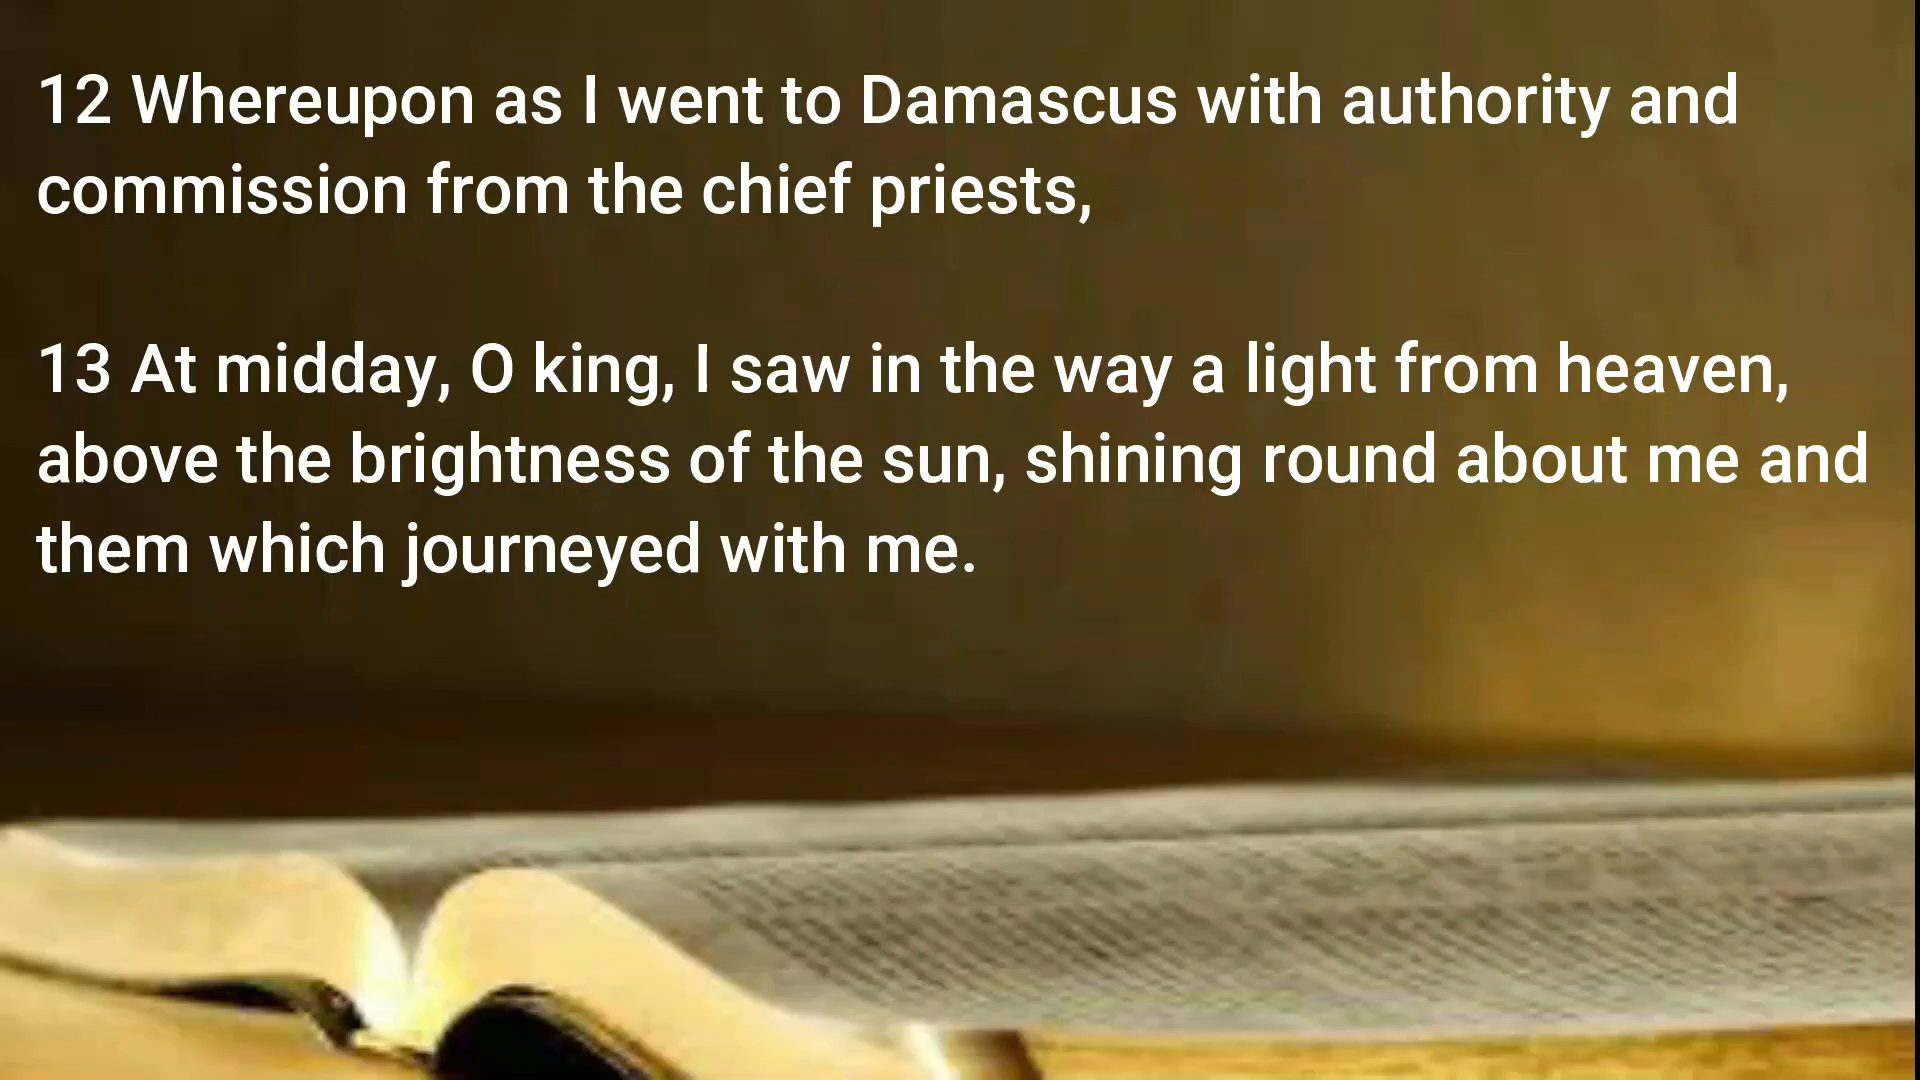 12 Whereupon as I went to Damascus with authority and
commission from the chief priests,
13 At midday, O king, I saw in the way a light from heaven,
above the brightness of the sun, shining round about me and
them which journeyed with me.